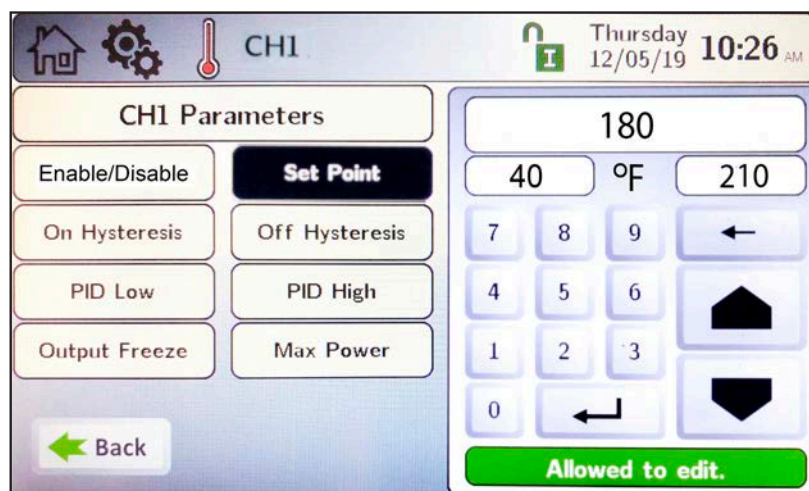 CH1
Thursday
12/05/19
10:26 AM
CH1 Parameters
Enable/Disable
Set Point
On Hysteresis
Off Hysteresis
PID Low
PID High
Output Freeze
Max Power
Back
180
40 °F 210
7 8 9
4 5 6
1 2 3
0
Allowed to edit.
I